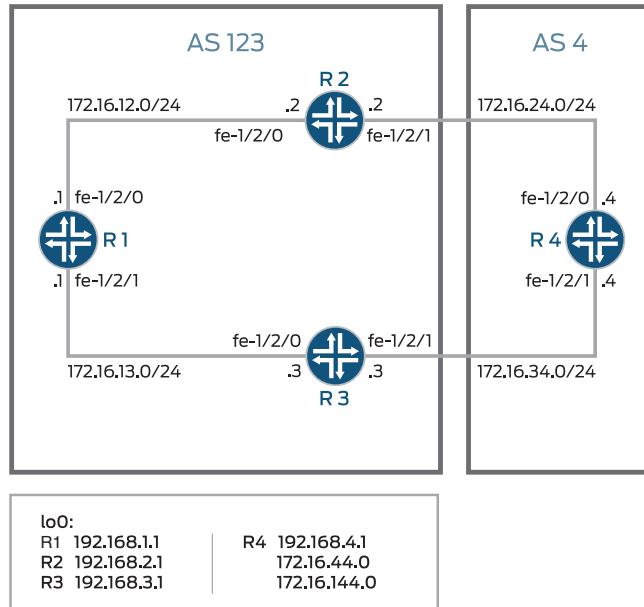 AS 123
AS 4
R 2
172.16.12.0/24
.2
.2
172.16.24.0/24
fe-1/2/0
fe-1/2/1
.1 fe-1/2/0
fe-1/2/0 .4
R 1
R 4
.1 fe-1/2/1
fe-1/2/1 .4
fe-1/2/0
fe-1/2/1
172.16.13.0/24
.3
.3
172.16.34.0/24
R 3
lo0:
R1 192.168.1.1
R4 192.168.4.1
R2 192.168.2.1
172.16.44.0
R3 192.168.3.1
172.16.144.0